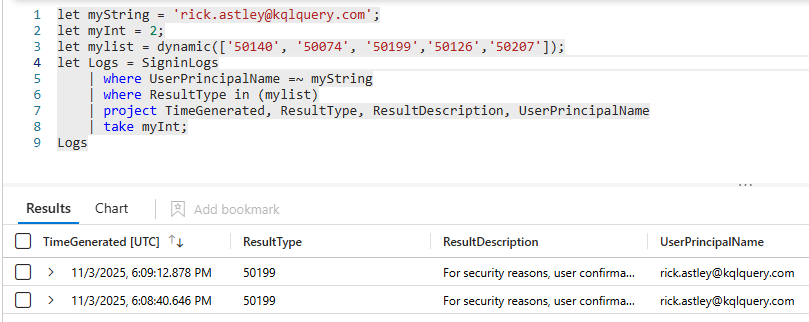 1 let myString = 'rick.astley@kqlquery.com';
2 let myInt = 2;
3 let mylist = dynamic(['50140', '50074', '50199','50126','50207']);
4 let Logs = SigninLogs
5 | where UserPrincipalName =~ myString
6 | where ResultType in (mylist)
7 | project TimeGenerated, ResultType, ResultDescription, UserPrincipalName
8 | take myInt;
9 Logs
Results Chart Add bookmark
TimeGenerated [UTC] ResultType ResultDescription UserPrincipalName
11/3/2025, 6:09:12.878 PM 50199 For security reasons, user confirma... rick.astley@kqlquery.com
11/3/2025, 6:08:40.646 PM 50199 For security reasons, user confirma... rick.astley@kqlquery.com